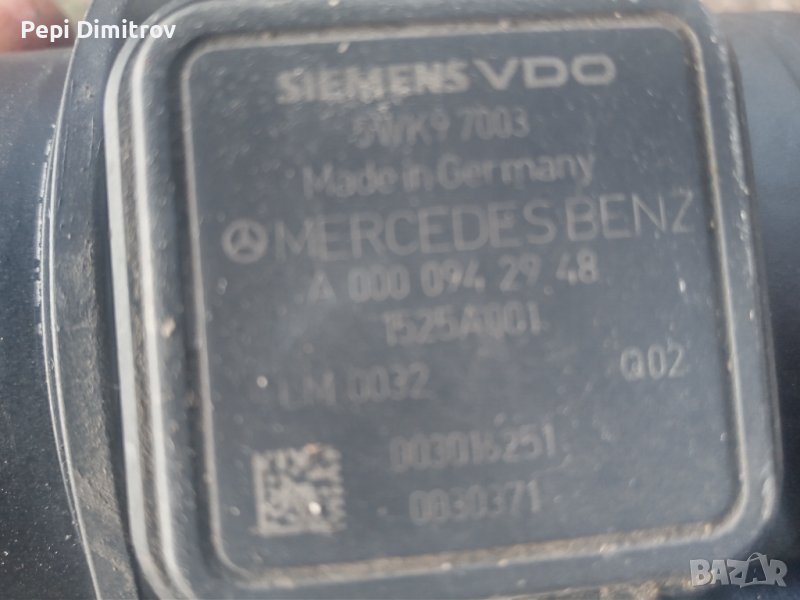 Pepi Dimitrov
SIEMENS VDO
5WK9 7003
Made in Germany
MERCEDES BENZ
A 000 094 29 48
1525A001
LM 0032
Q02
003016251
0030371
BAZAR